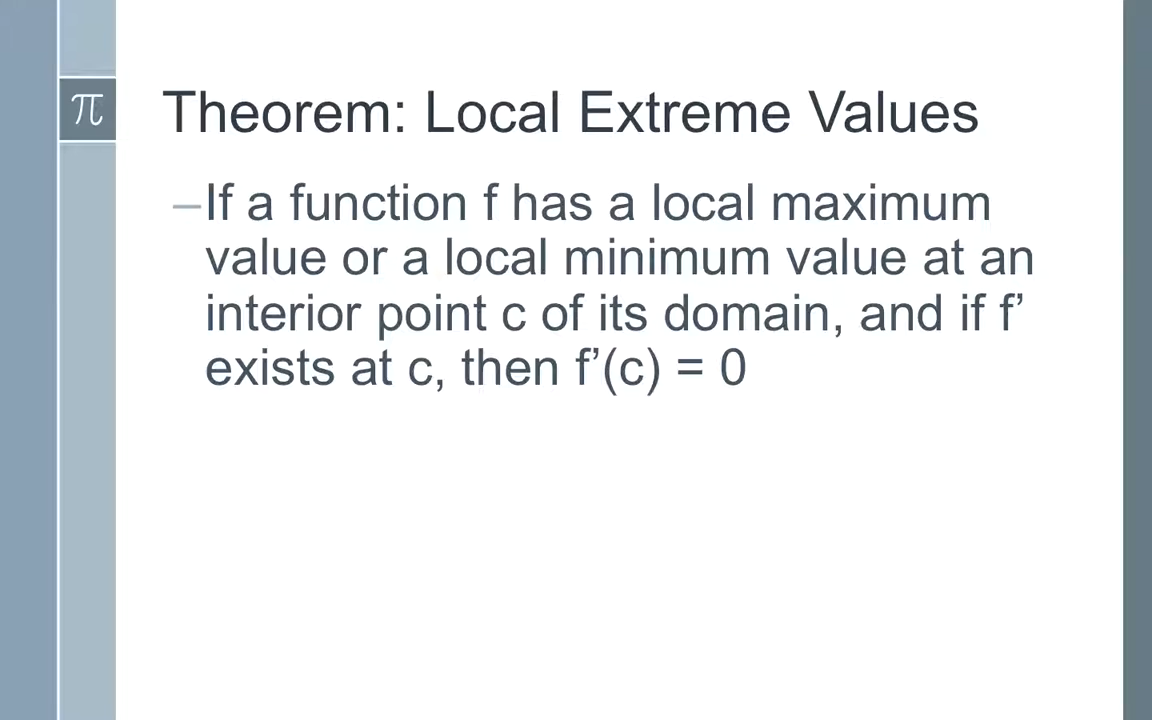 π
Theorem: Local Extreme Values
–If a function f has a local maximum
value or a local minimum value at an
interior point c of its domain, and if f’
exists at c, then f’(c) = 0